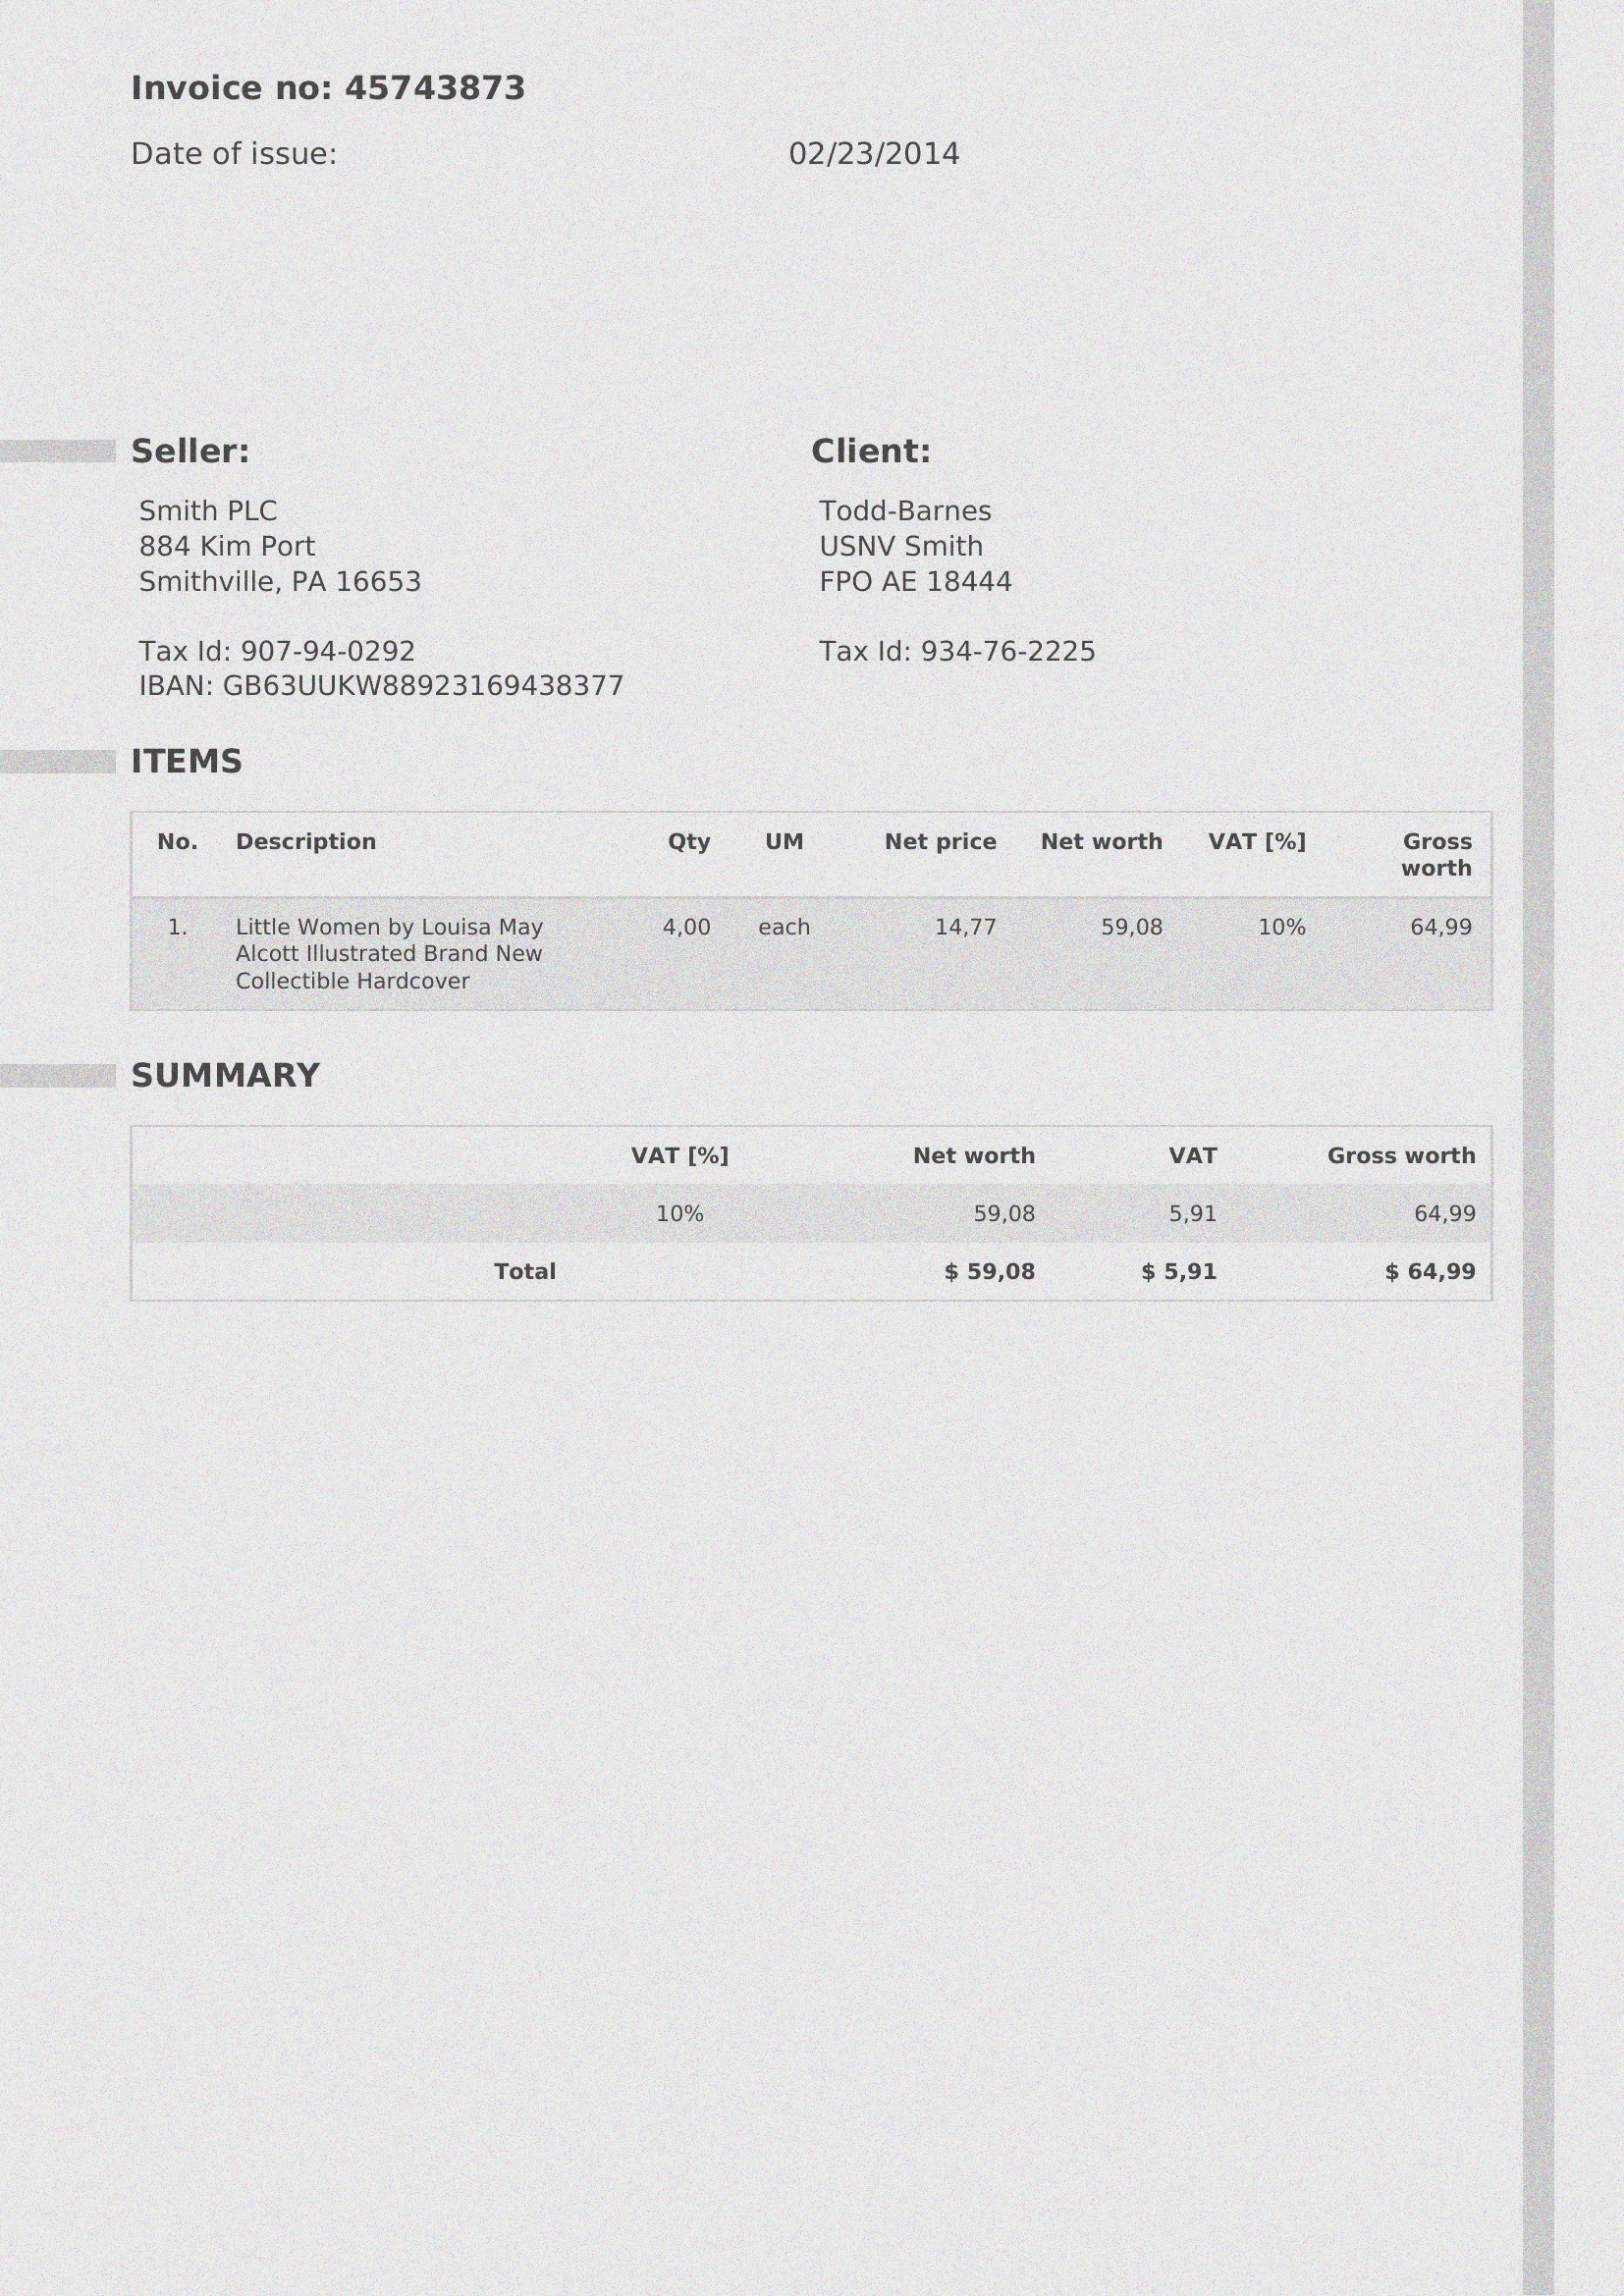 Invoice no: 45743873
Date of issue: 02/23/2014
Seller:
Smith PLC
884 Kim Port
Smithville, PA 16653
Tax Id: 907-94-0292
IBAN: GB63UUKW88923169438377
Client:
Todd-Barnes
USNV Smith
FPO AE 18444
Tax Id: 934-76-2225
ITEMS
No. Description Qty UM Net price Net worth VAT [%] Gross
worth
1. Little Women by Louisa May 4,00 each 14,77 59,08 10% 64,99
Alcott Illustrated Brand New
Collectible Hardcover
SUMMARY
VAT [%] Net worth VAT Gross worth
10% 59,08 5,91 64,99
Total $ 59,08 $ 5,91 $ 64,99